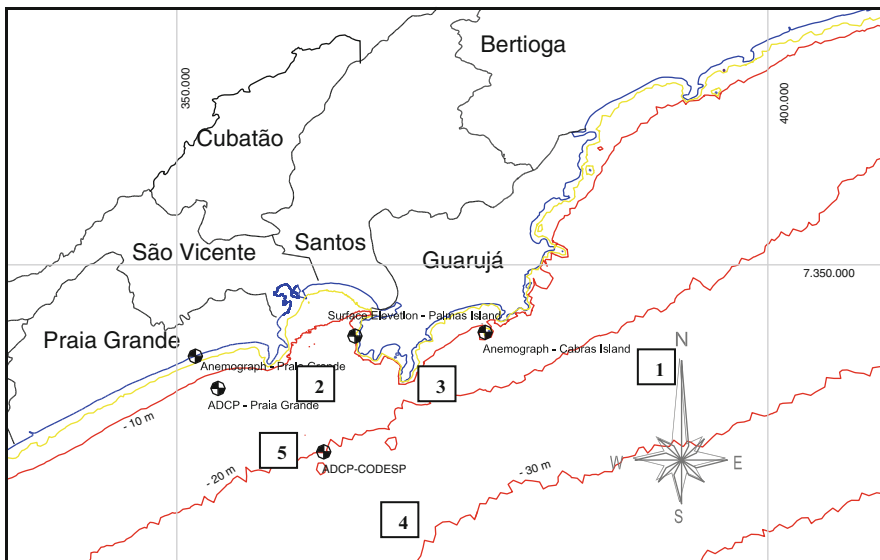 Bertioga
350.000
400.000
Cubatão
Santos
São Vicente
Guarujá
7.350.000
Surface Elevetion - Palmas Island
Praia Grande
Anemograph - Cabras Island
N
Anemograph - Praia Grande
1
2
3
ADCP - Praia Grande
- 10 m
5
W
E
ADCP-CODESP
- 20 m
- 30 m
S
4